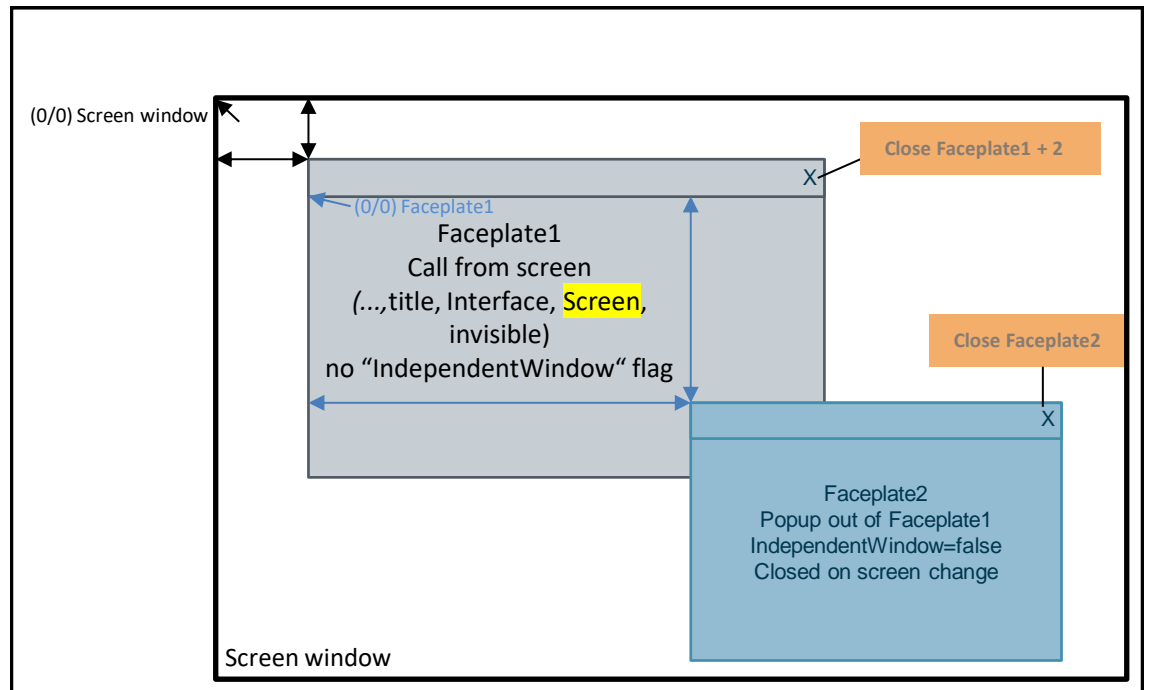 (0/0) Screen window
Close Faceplate1 + 2
X
(0/0) Faceplate1
Faceplate1
Call from screen
(...,title, Interface, Screen,
invisible)
no “IndependentWindow“ flag
Close Faceplate2
X
Faceplate2
Popup out of Faceplate1
IndependentWindow=false
Closed on screen change
Screen window